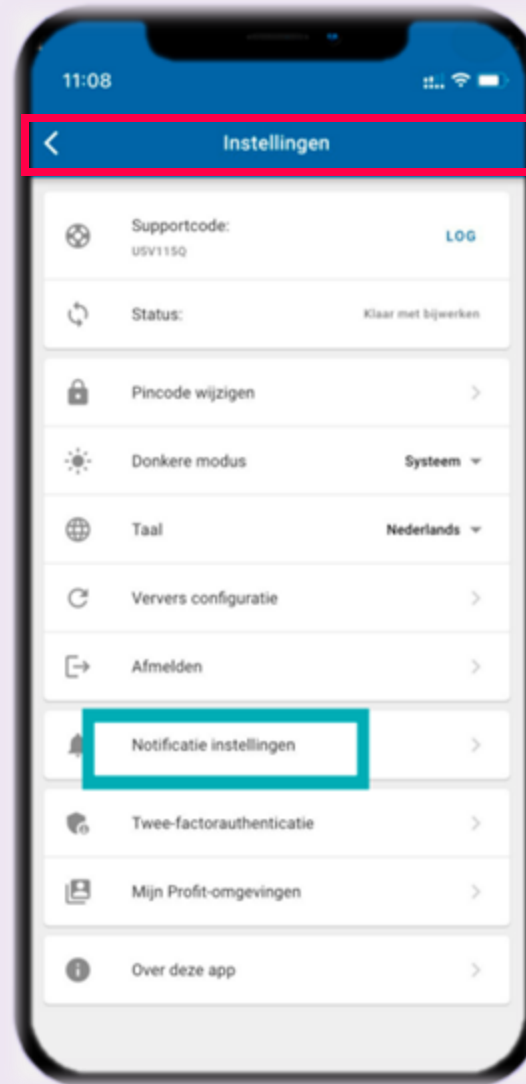 11:08
Instellingen
Supportcode:
LOG
USV115Q
Status:
Klaar met bijwerken
Pincode wijzigen
Donkere modus
Systeem
Taal
Nederlands
Ververs configuratie
Afmelden
Notificatie instellingen
Twee-factorauthenticatie
Mijn Profit-omgevingen
Over deze app